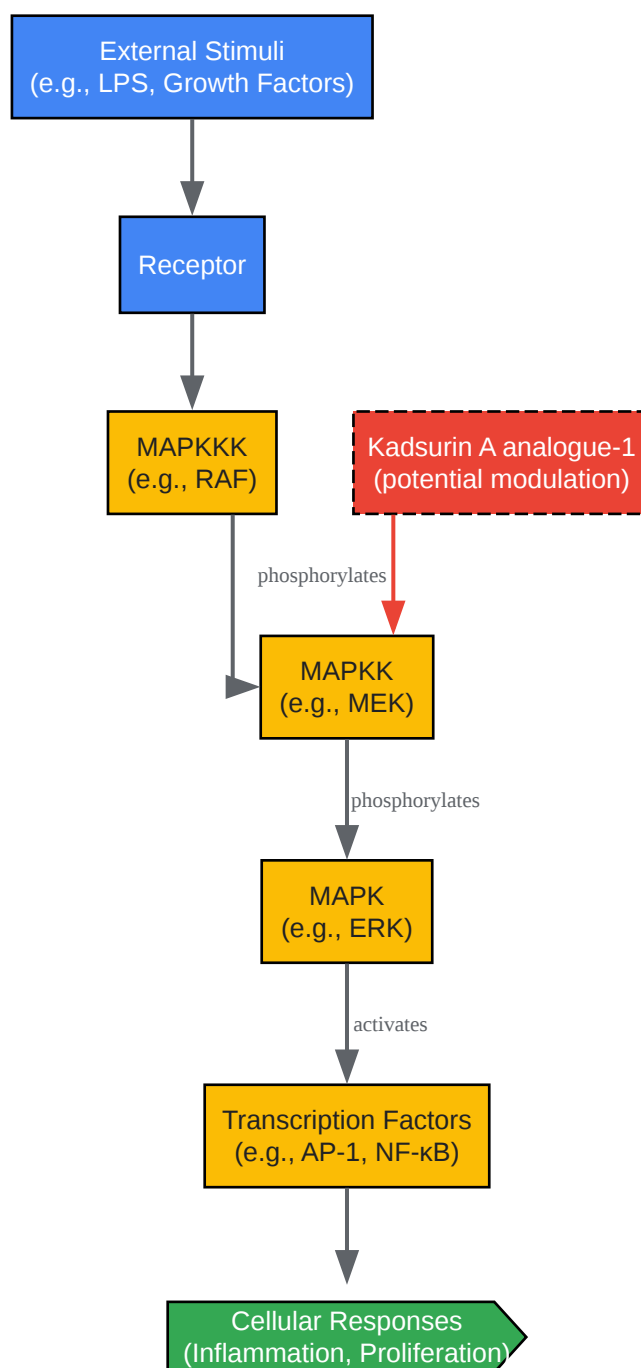 External Stimuli
(e.g., LPS, Growth Factors)
Receptor
MAPKKK
(e.g., RAF)
Kadsurin A analogue-1
(potential modulation)
phosphorylates
MAPKK
(e.g., MEK)
phosphorylates
MAPK
(e.g., ERK)
activates
Transcription Factors
(e.g., AP-1, NF-κB)
Cellular Responses
(Inflammation, Proliferation)